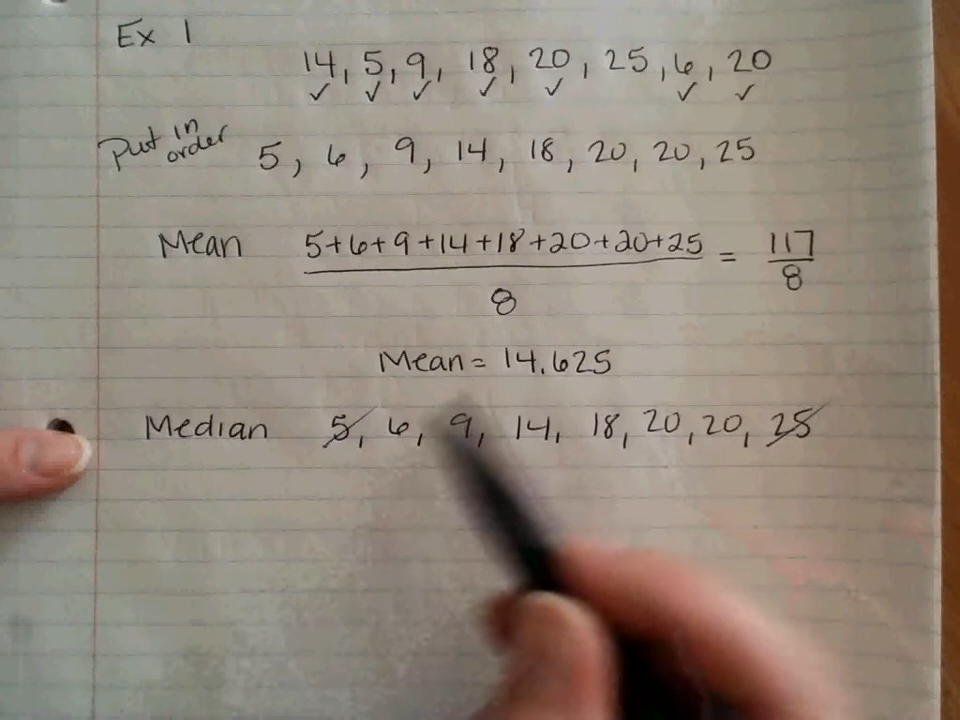 Ex 1
14, 5, 9, 18, 20, 25, 6, 20
✓ ✓ ✓ ✓ ✓ ✓ ✓
Put in order 5, 6, 9, 14, 18, 20, 20, 25
Mean 5+6+9+14+18+20+20+25 = 117
8 8
Mean = 14.625
Median 5, 6, 9, 14, 18, 20, 20, 25